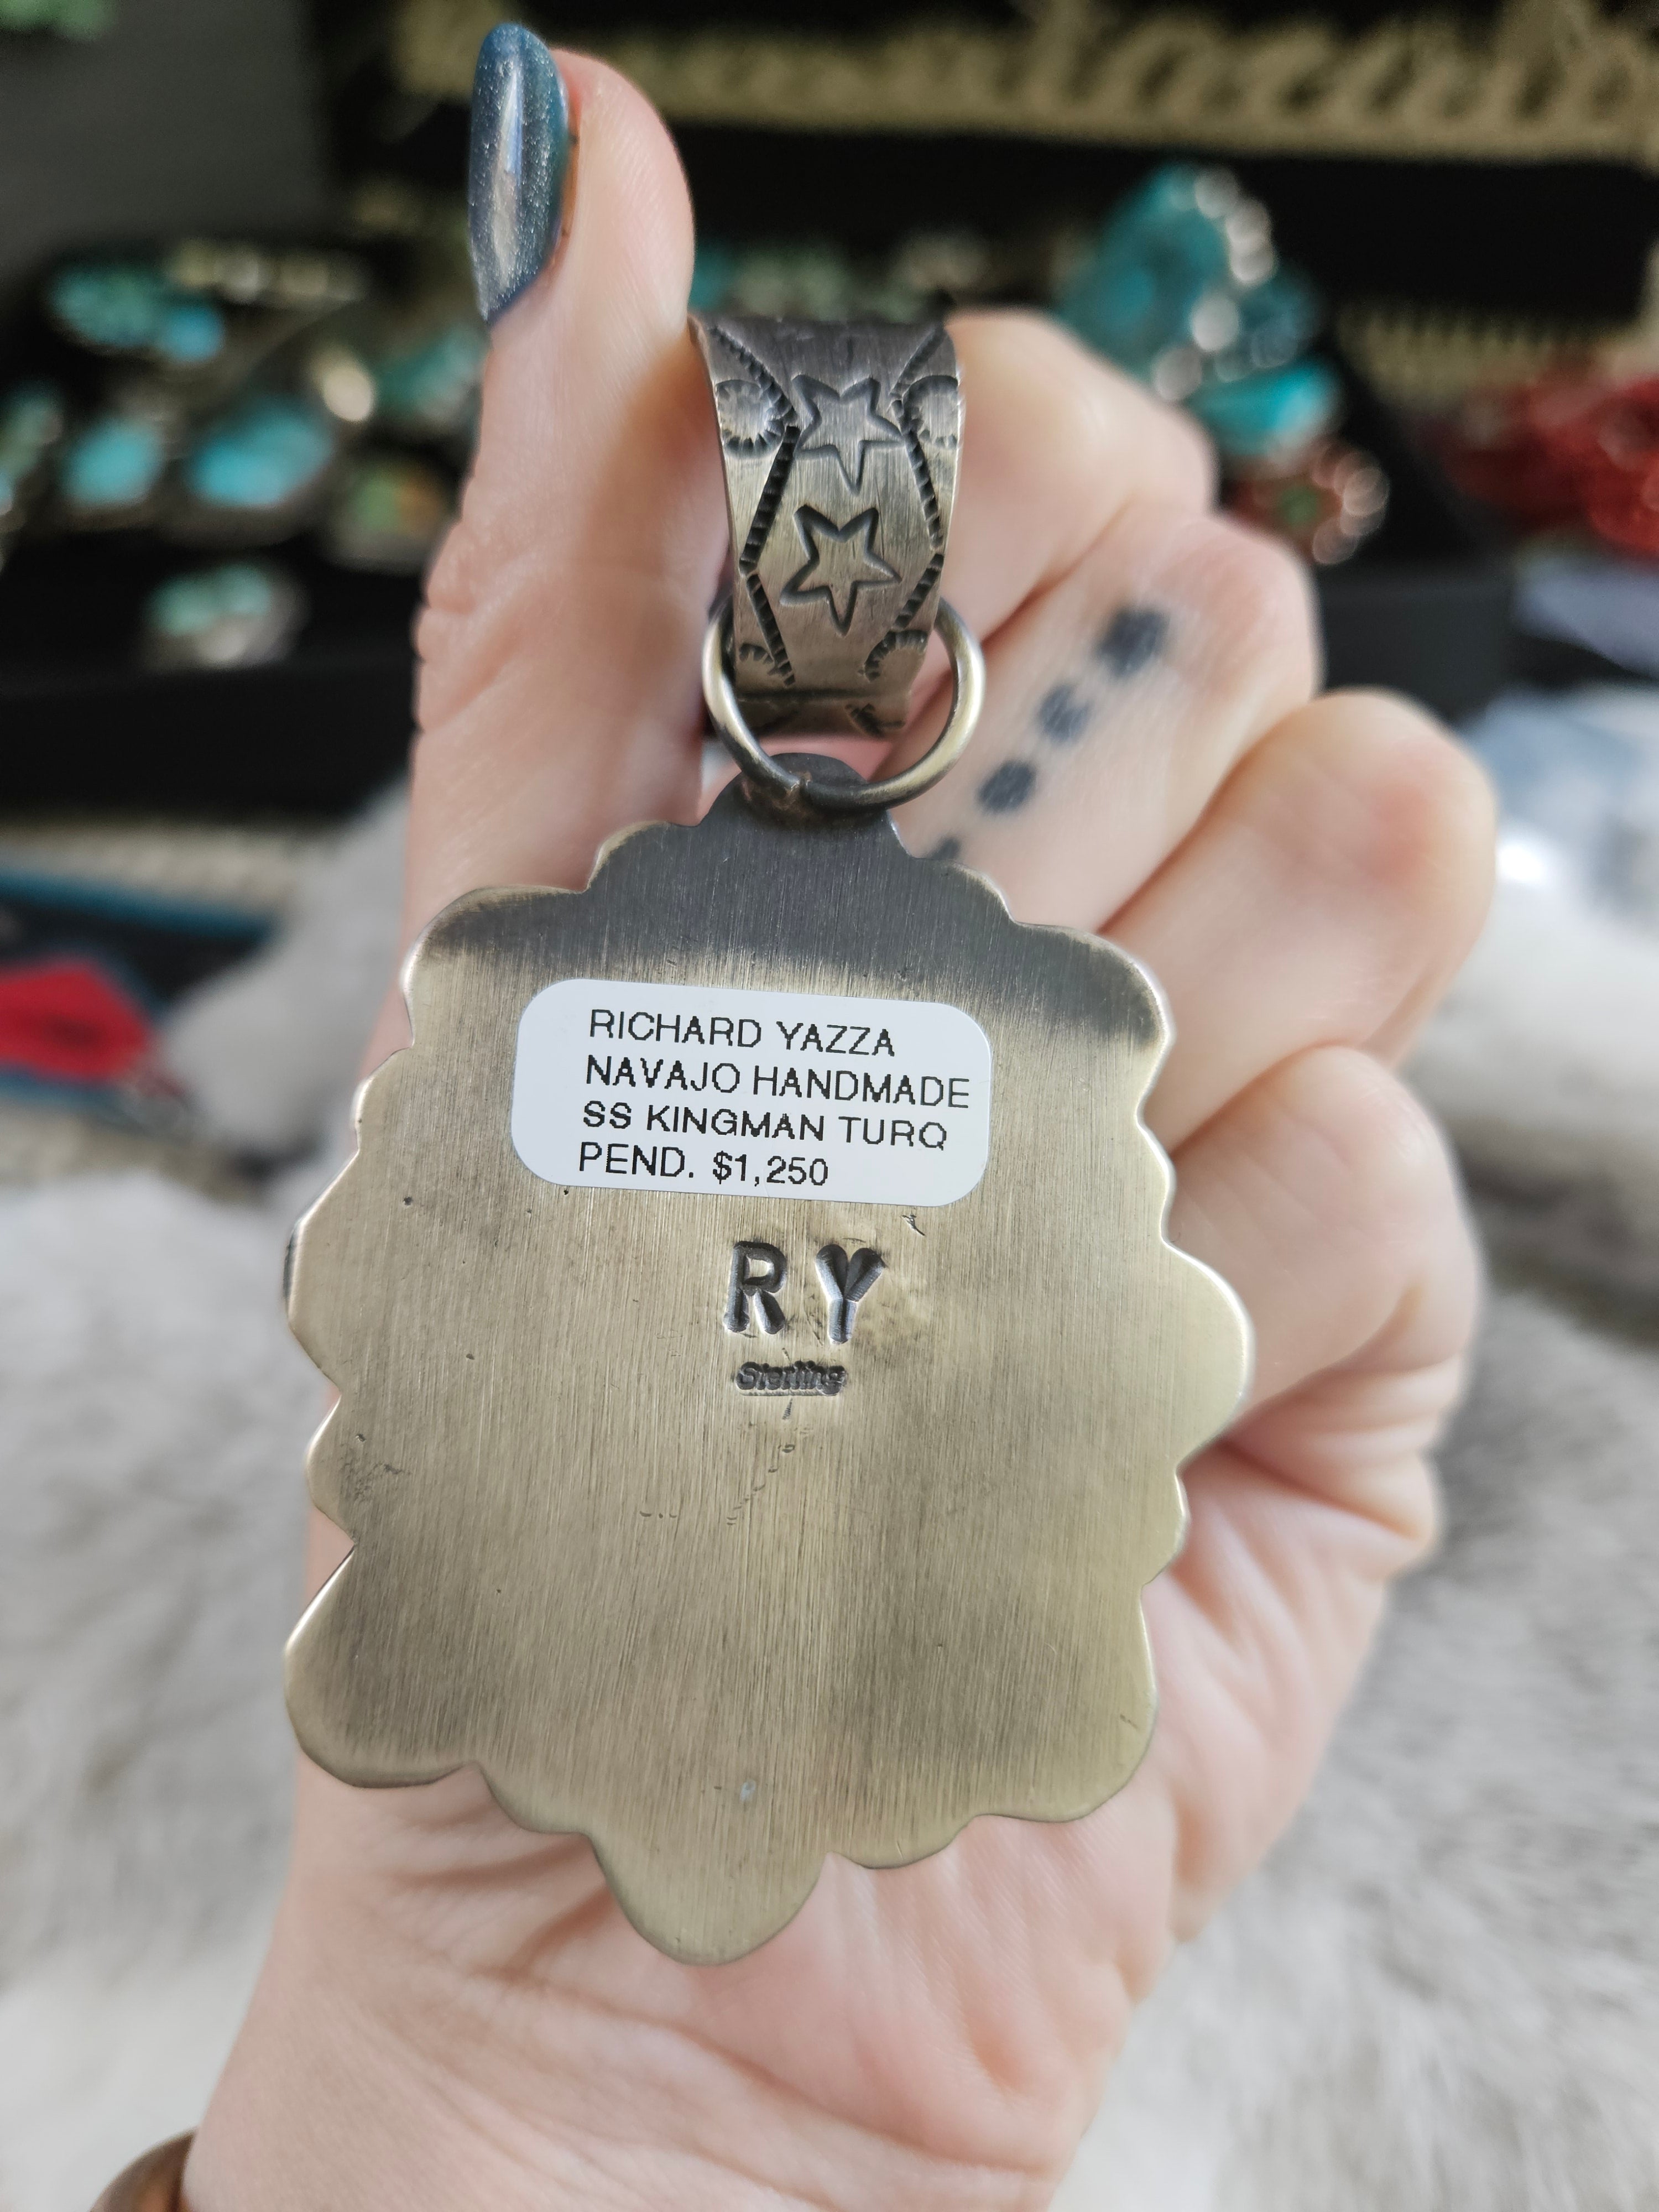 RICHARD YAZZA
NAVAJO HANDMADE
SS KINGMAN TURQ
PEND. $1,250
RY
Sterling